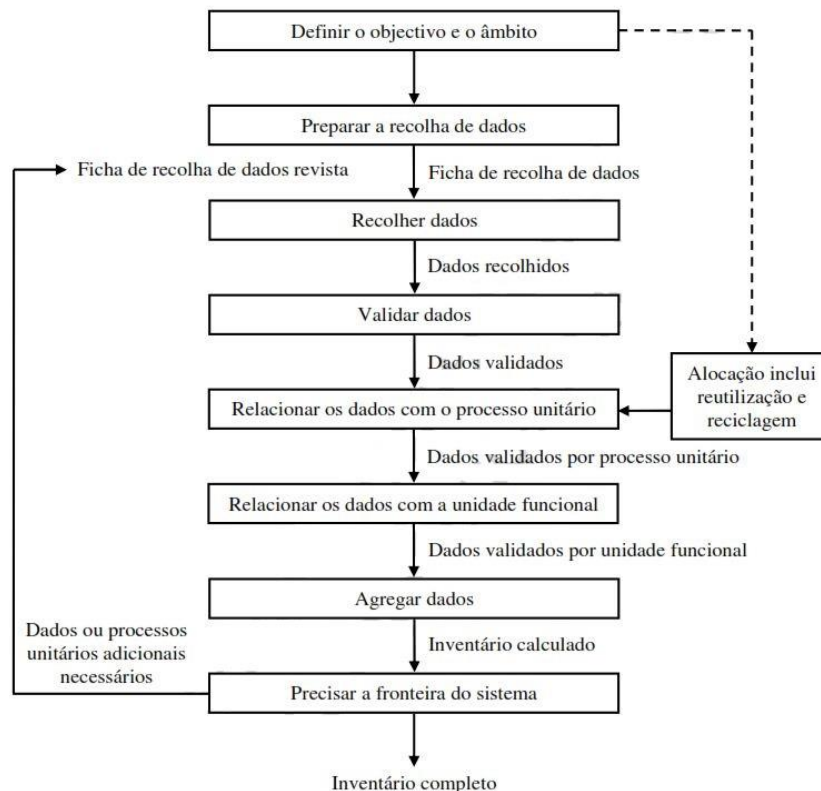 Definir o objectivo e o âmbito
Preparar a recolha de dados
Ficha de recolha de dados revista
Ficha de recolha de dados
Recolher dados
Dados recolhidos
Validar dados
Dados validados
Alocação inclui
reutilização e
reciclagem
Relacionar os dados com o processo unitário
Dados validados por processo unitário
Relacionar os dados com a unidade funcional
Dados validados por unidade funcional
Agregar dados
Dados ou processos
unitários adicionais
necessários
Inventário calculado
Precisar a fronteira do sistema
Inventário completo